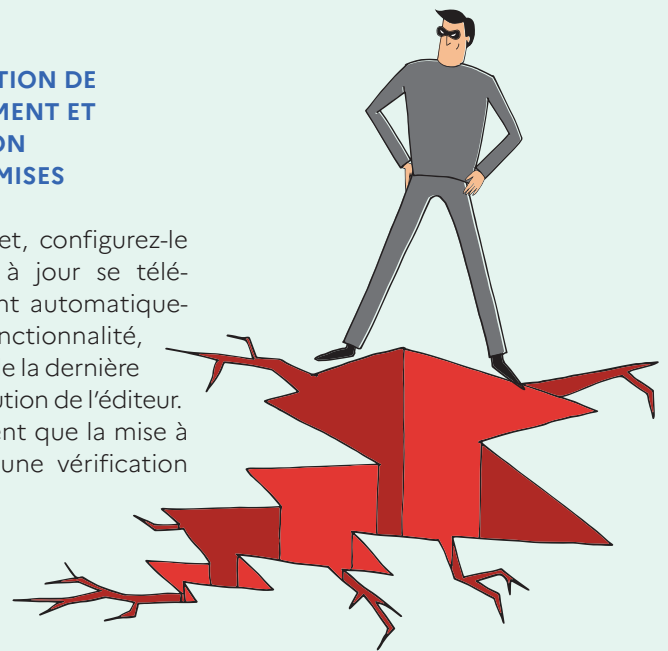 TION DE
MENT ET
ON
MISES
et, configurez-le
à jour se télé-
nt automatique-
nctionnalité,
e la dernière
ution de l’éditeur.
ent que la mise à
une vérification